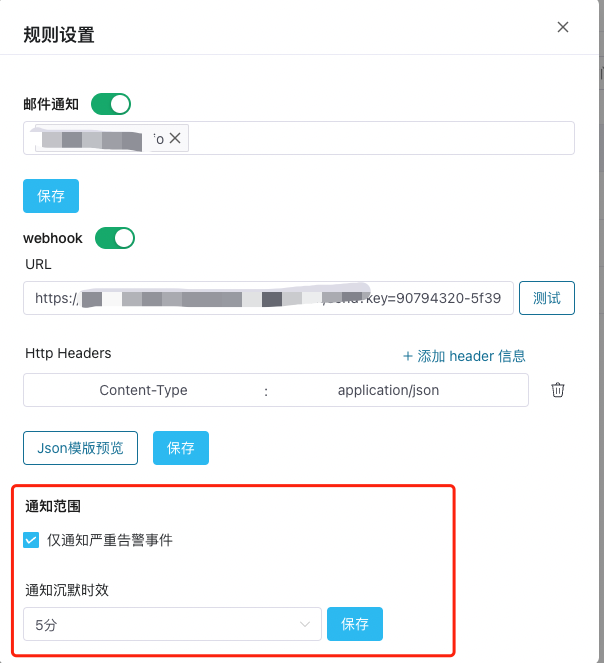 规则设置
邮件通知
保存
webhook
URL
https:/ key=90794320-5f39
测试
Http Headers
+ 添加 header 信息
Content-Type : application/json
Json模版预览
保存
通知范围
仅通知严重告警事件
通知沉默时效
5分
保存